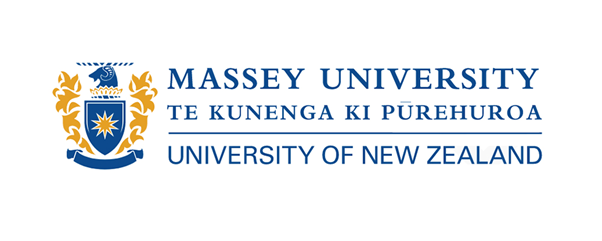 MASSEY UNIVERSITY
TE KUNENGA KI PŪREHUROA
UNIVERSITY OF NEW ZEALAND